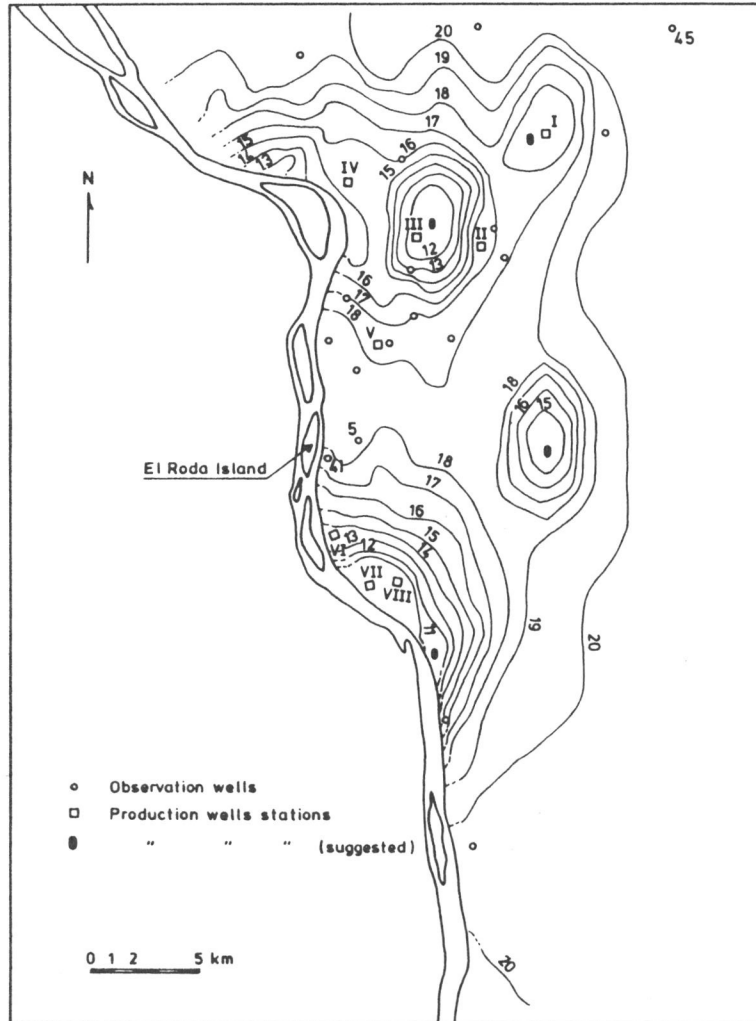 20
45
19
18
17
I
16
15
15
14
13
IV
N
III
II
12
13
16
17
18
V
18
16 15
5
41
18
El Roda Island
17
16
15
14
13
12
VI
VII
VIII
11
19
20
o Observation wells
□ Production wells stations
" " " (suggested)
0 1 2 5 km
20